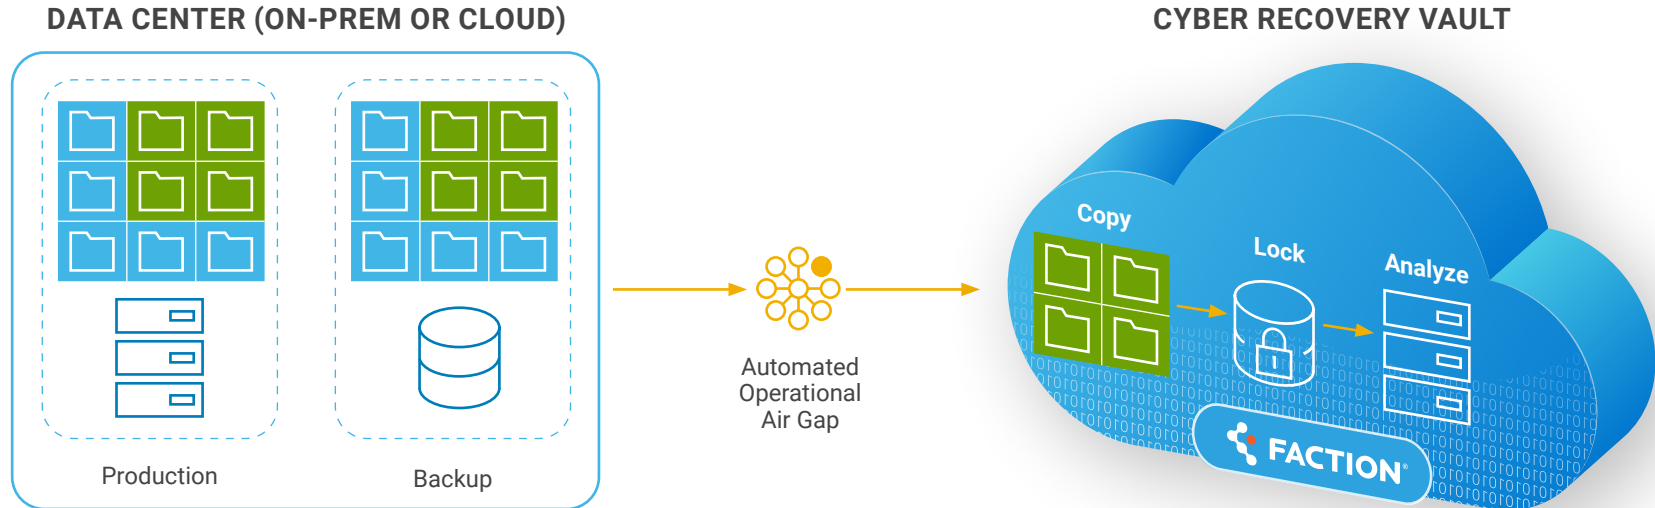 DATA CENTER (ON-PREM OR CLOUD)
CYBER RECOVERY VAULT
Production
Backup
Automated
Operational
Air Gap
Copy
Lock
Analyze
FACTION®